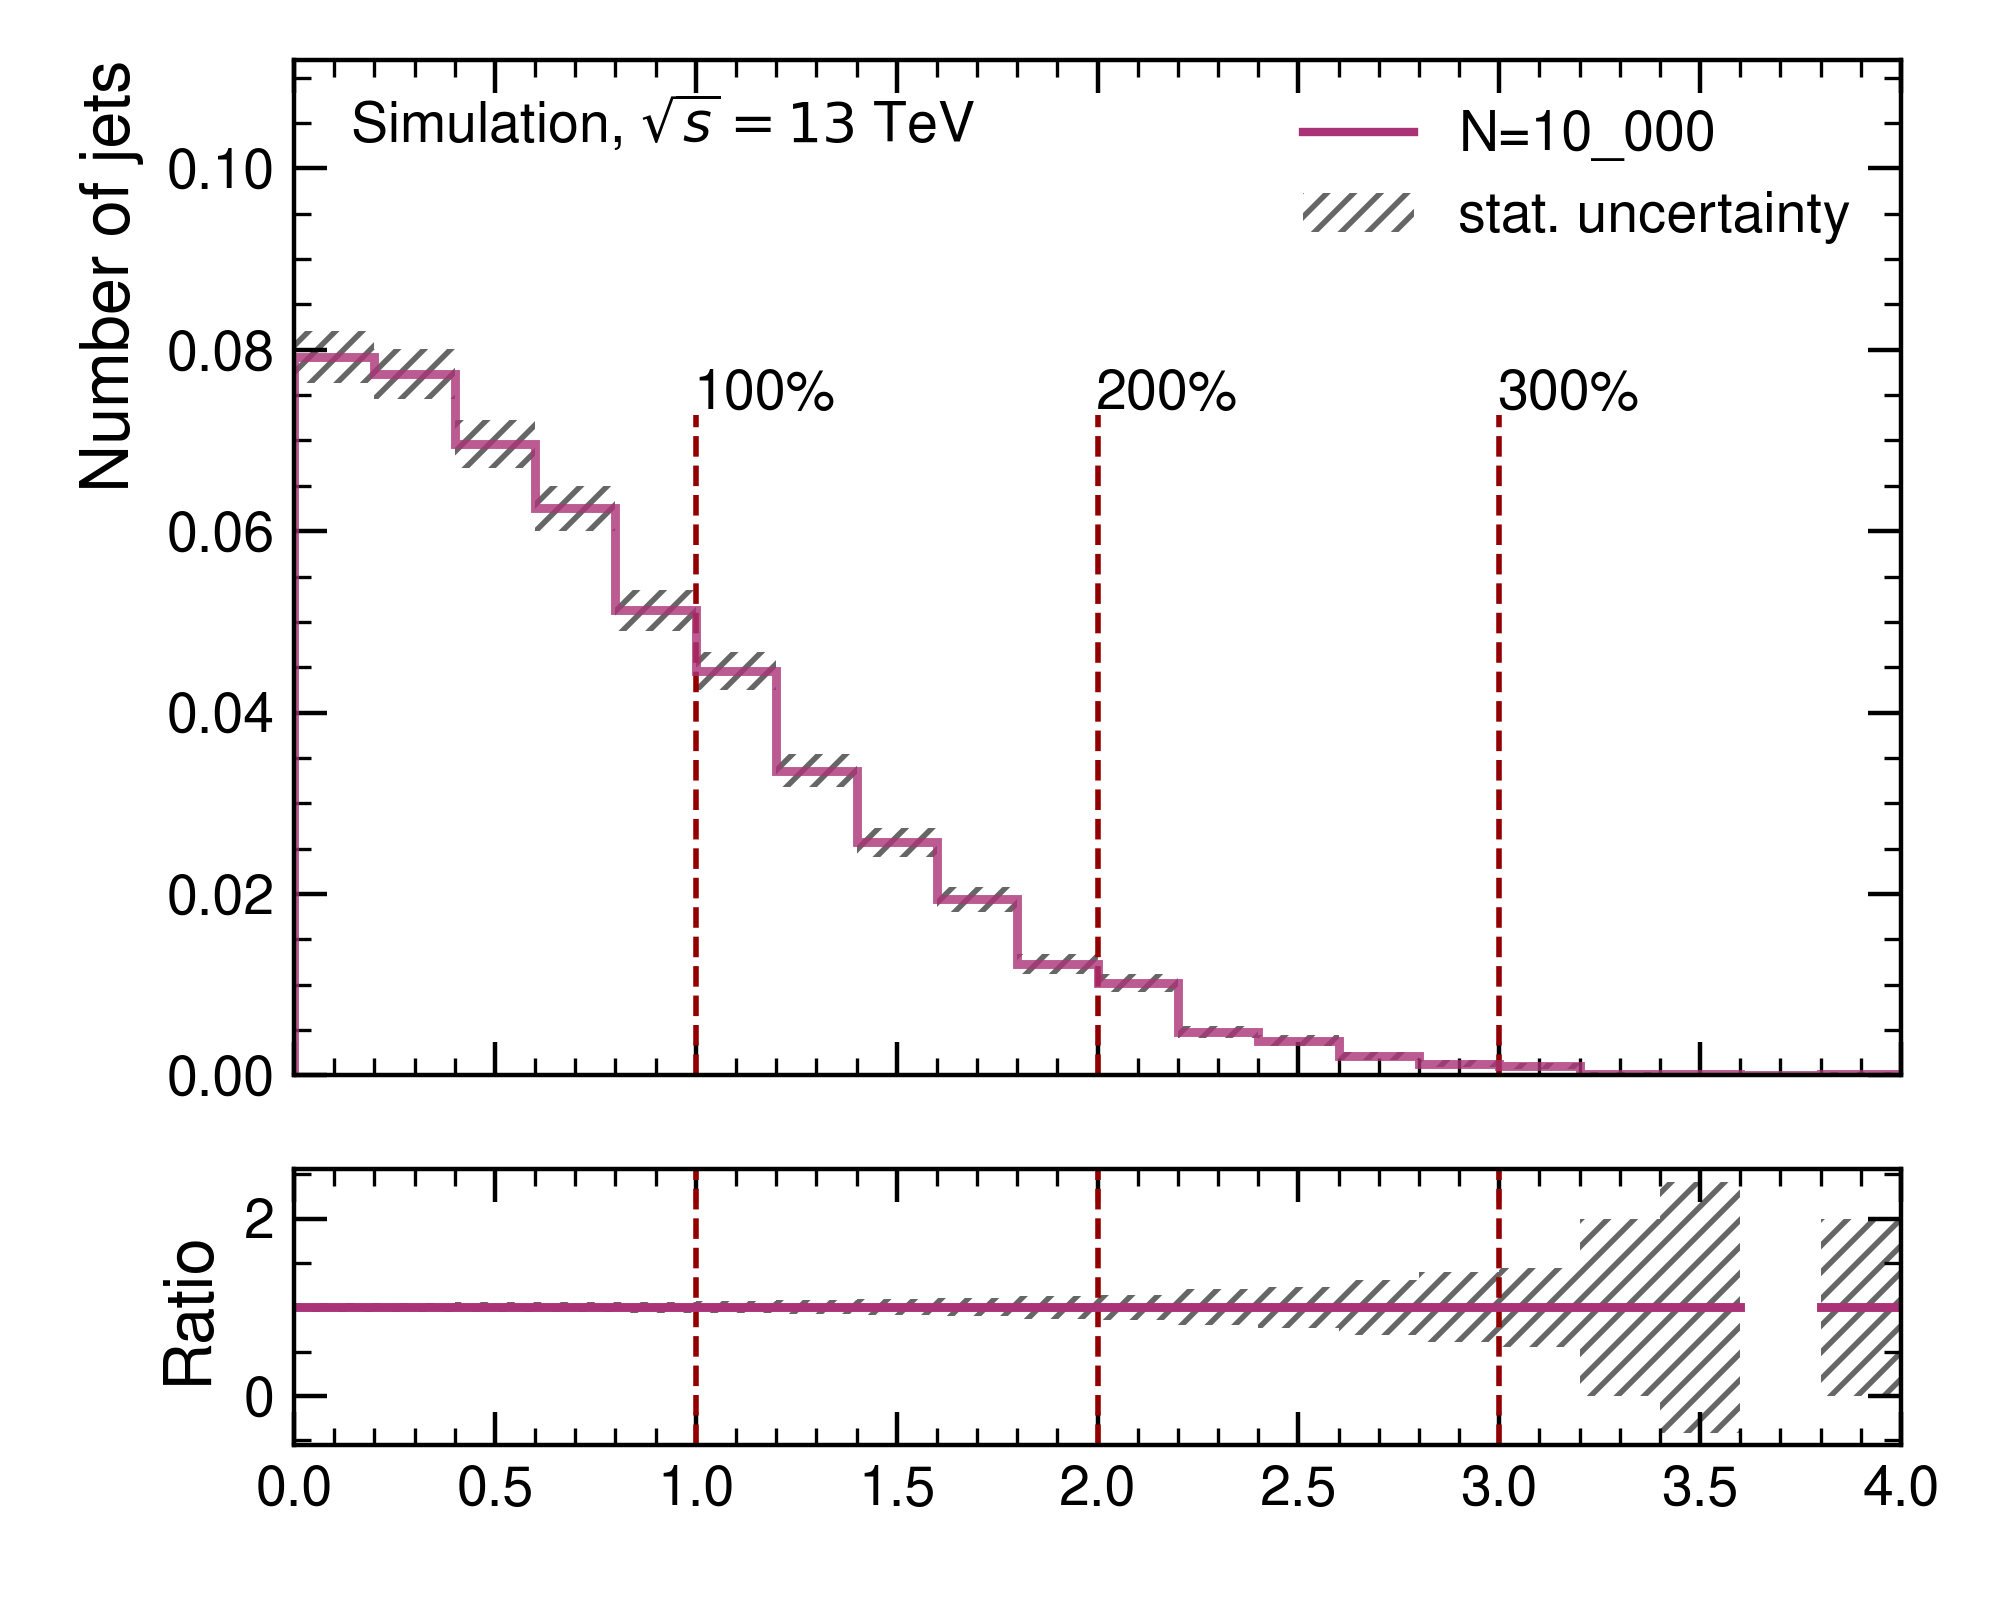 Number of jets
Simulation, √s = 13 TeV
N=10_000
stat. uncertainty
0.10
0.08
0.06
0.04
0.02
0.00
100%
200%
300%
Ratio
2
0
0.0 0.5 1.0 1.5 2.0 2.5 3.0 3.5 4.0